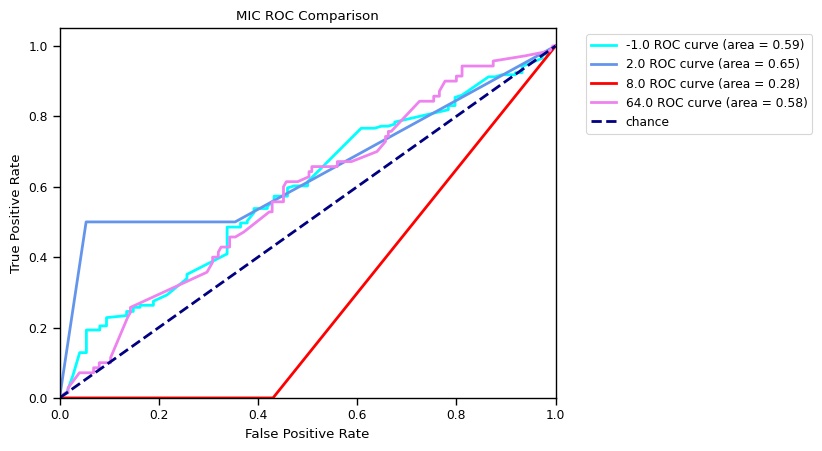 MIC ROC Comparison
1.0
0.8
0.6
0.4
0.2
0.0
True Positive Rate
0.0 0.2 0.4 0.6 0.8 1.0
False Positive Rate
-1.0 ROC curve (area = 0.59)
2.0 ROC curve (area = 0.65)
8.0 ROC curve (area = 0.28)
64.0 ROC curve (area = 0.58)
chance